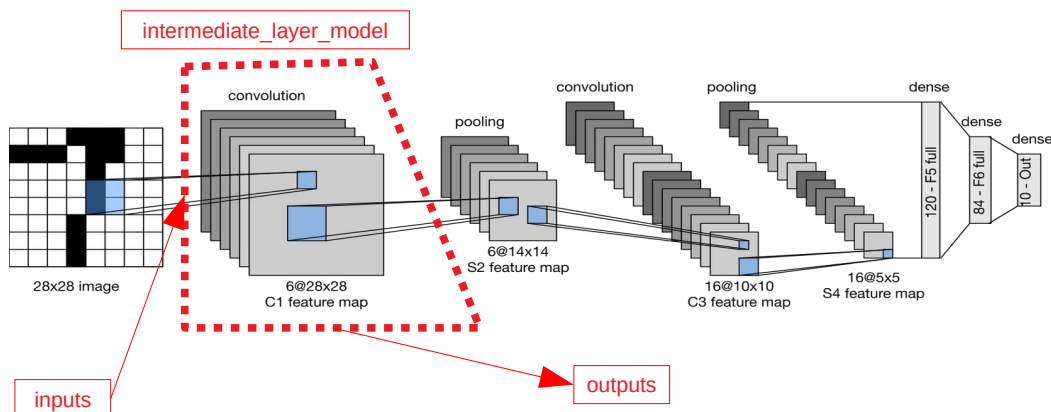 intermediate_layer_model
convolution
pooling
convolution
pooling
dense
dense
dense
120 - F5 full
84 - F6 full
10 - Out
28x28 image
6@28x28
C1 feature map
6@14x14
S2 feature map
16@10x10
C3 feature map
16@5x5
S4 feature map
inputs
outputs